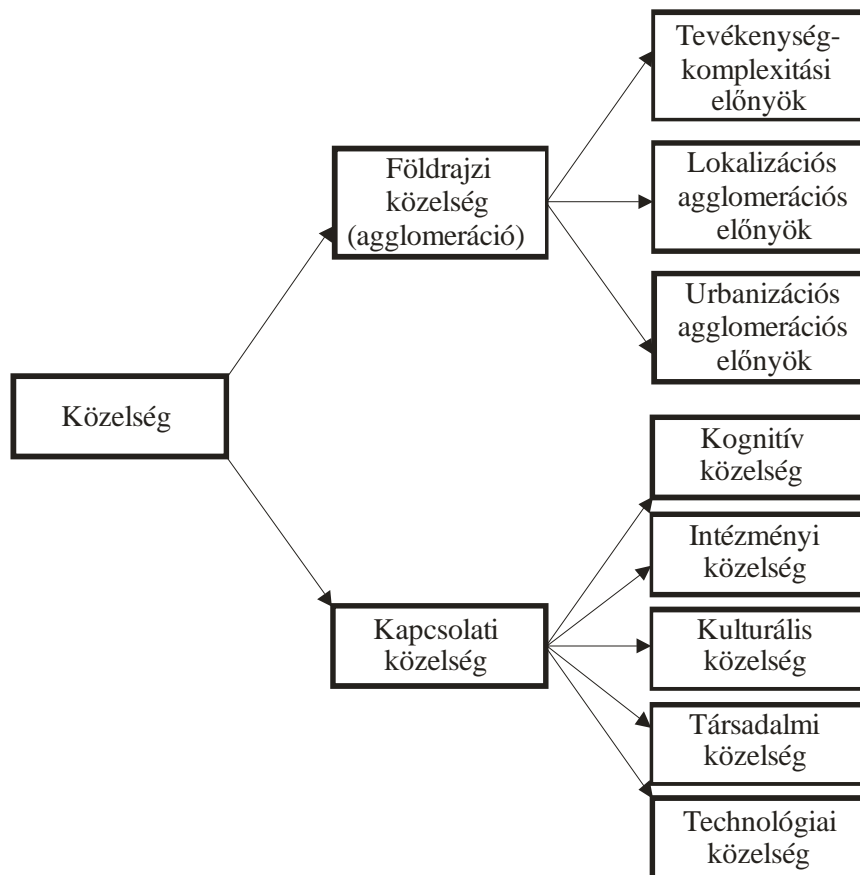 Közelség
Földrajzi
közelség
(agglomeráció)
Tevékenység-
komplexitási
előnyök
Lokalizációs
agglomerációs
előnyök
Urbanizációs
agglomerációs
előnyök
Kapcsolati
közelség
Kognitív
közelség
Intézményi
közelség
Kulturális
közelség
Társadalmi
közelség
Technológiai
közelség